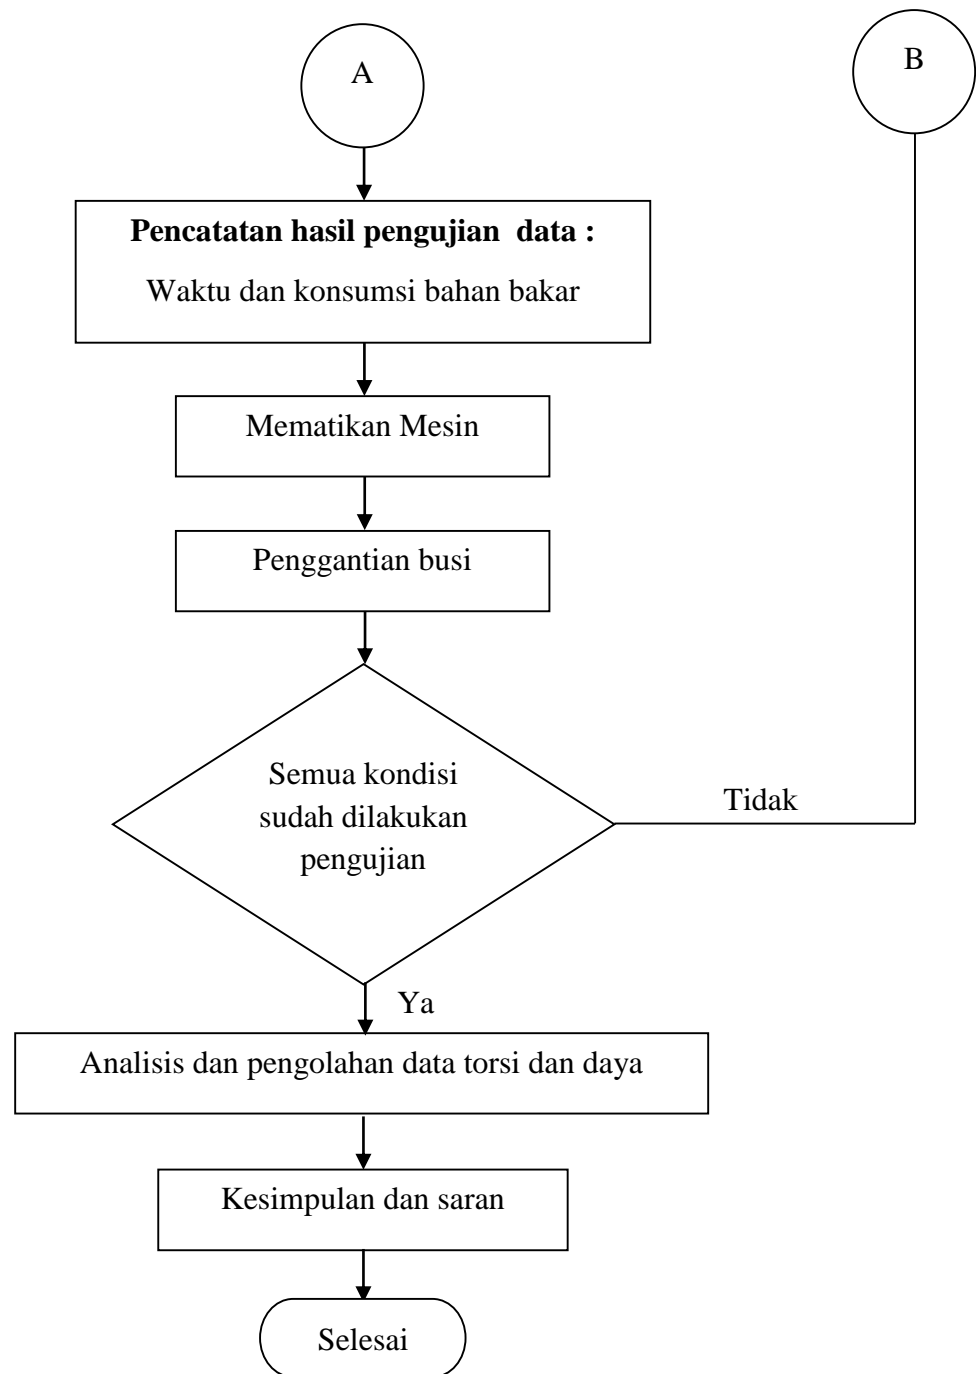 A
B
Pencatatan hasil pengujian data :
Waktu dan konsumsi bahan bakar
Mematikan Mesin
Penggantian busi
Semua kondisi
sudah dilakukan
pengujian
Tidak
Ya
Analisis dan pengolahan data torsi dan daya
Kesimpulan dan saran
Selesai